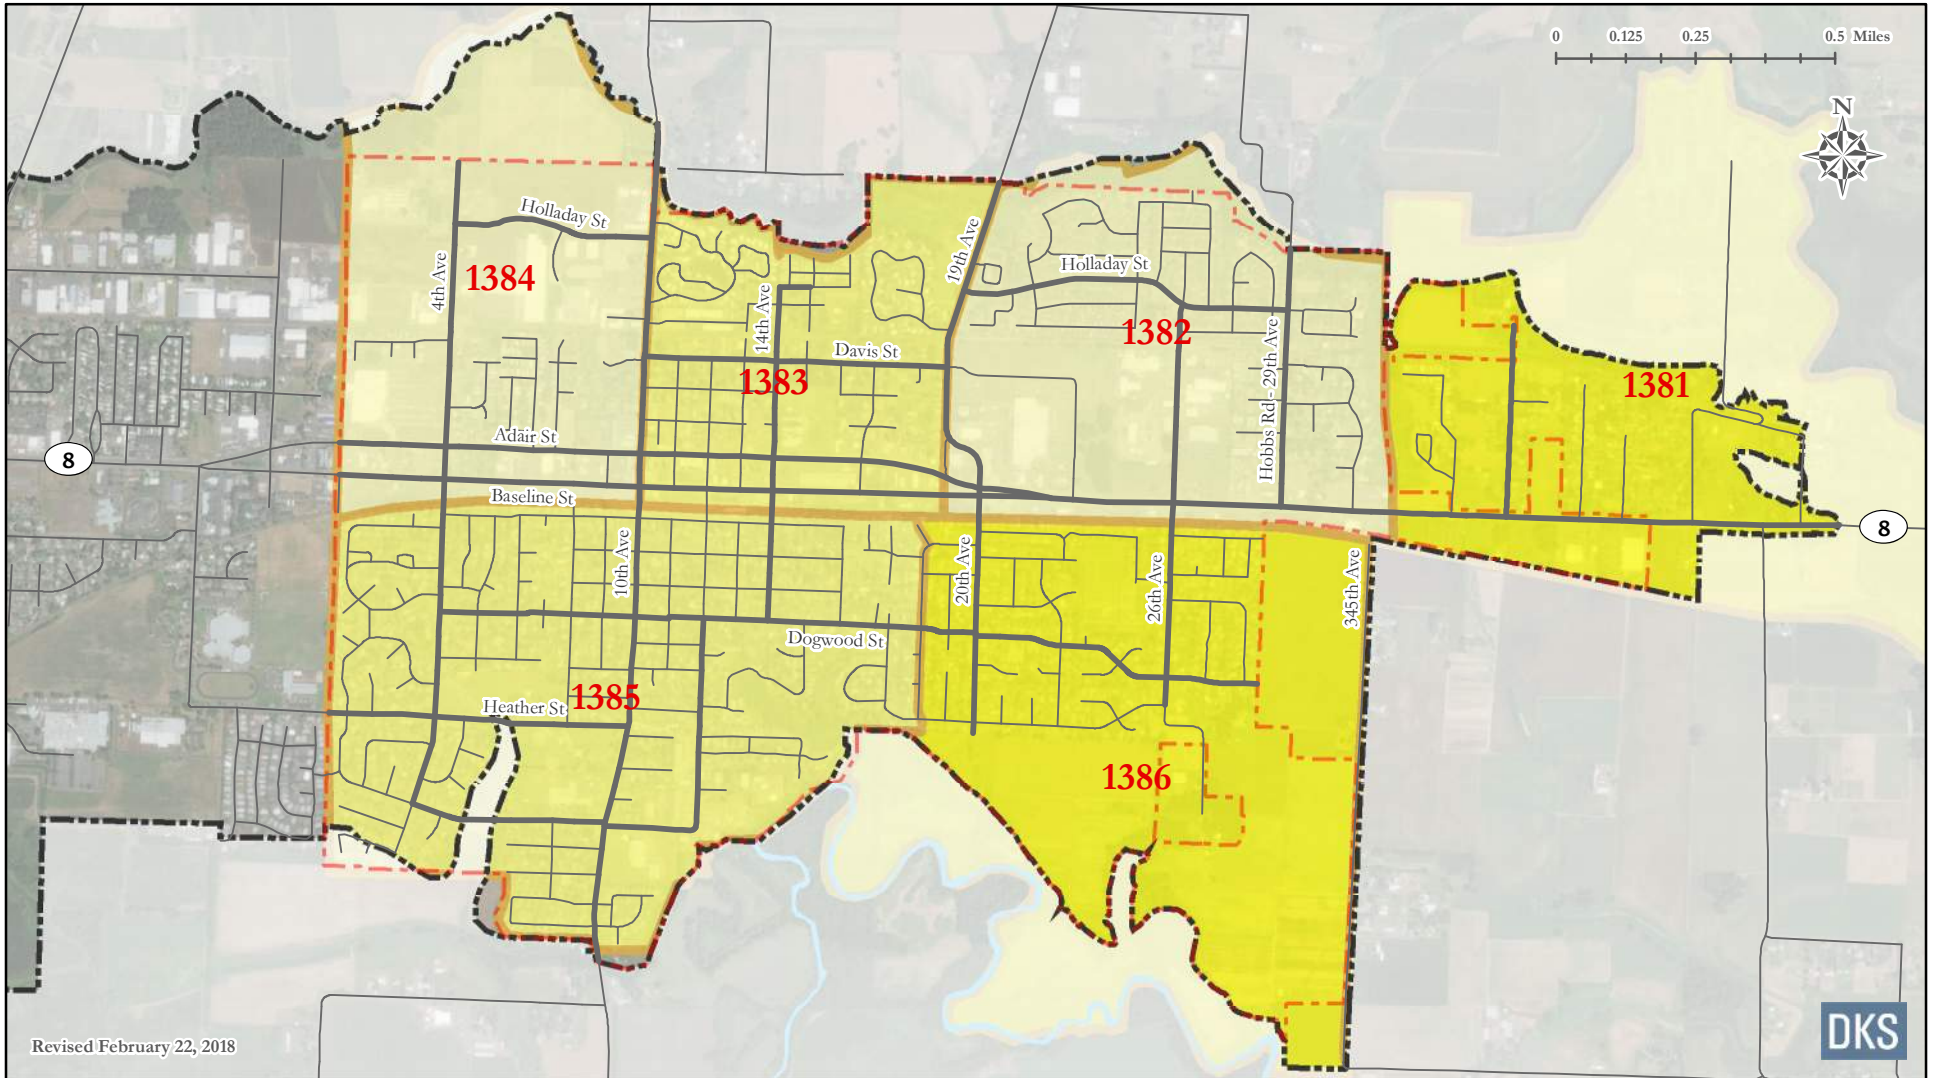 0 0.125 0.25 0.5 Miles
N
Holladay St
4th Ave
1384
19th Ave
Holladay St
14th Ave
1382
Hobbs Rd - 29th Ave
Davis St
1383
1381
Adair St
8
Baseline St
8
10th Ave
20th Ave
26th Ave
345th Ave
Dogwood St
1385
Heather St
1386
Revised February 22, 2018
DKS